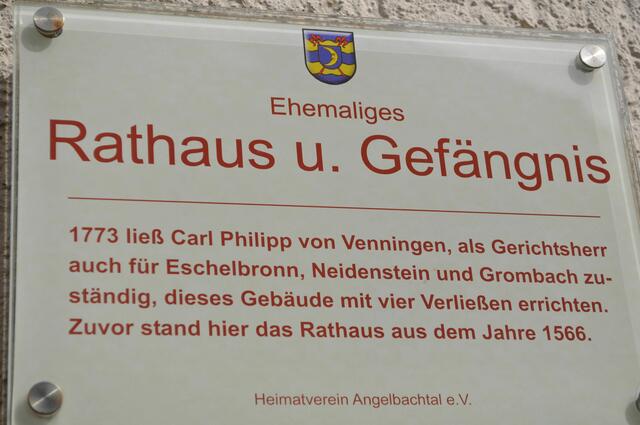 Ehemaliges
Rathaus u. Gefängnis
1773 ließ Carl Philipp von Venningen, als Gerichtsherr
auch für Eschelbronn, Neidenstein und Grombach zu-
ständig, dieses Gebäude mit vier Verließen errichten.
Zuvor stand hier das Rathaus aus dem Jahre 1566.
Heimatverein Angelbachtal e.V.